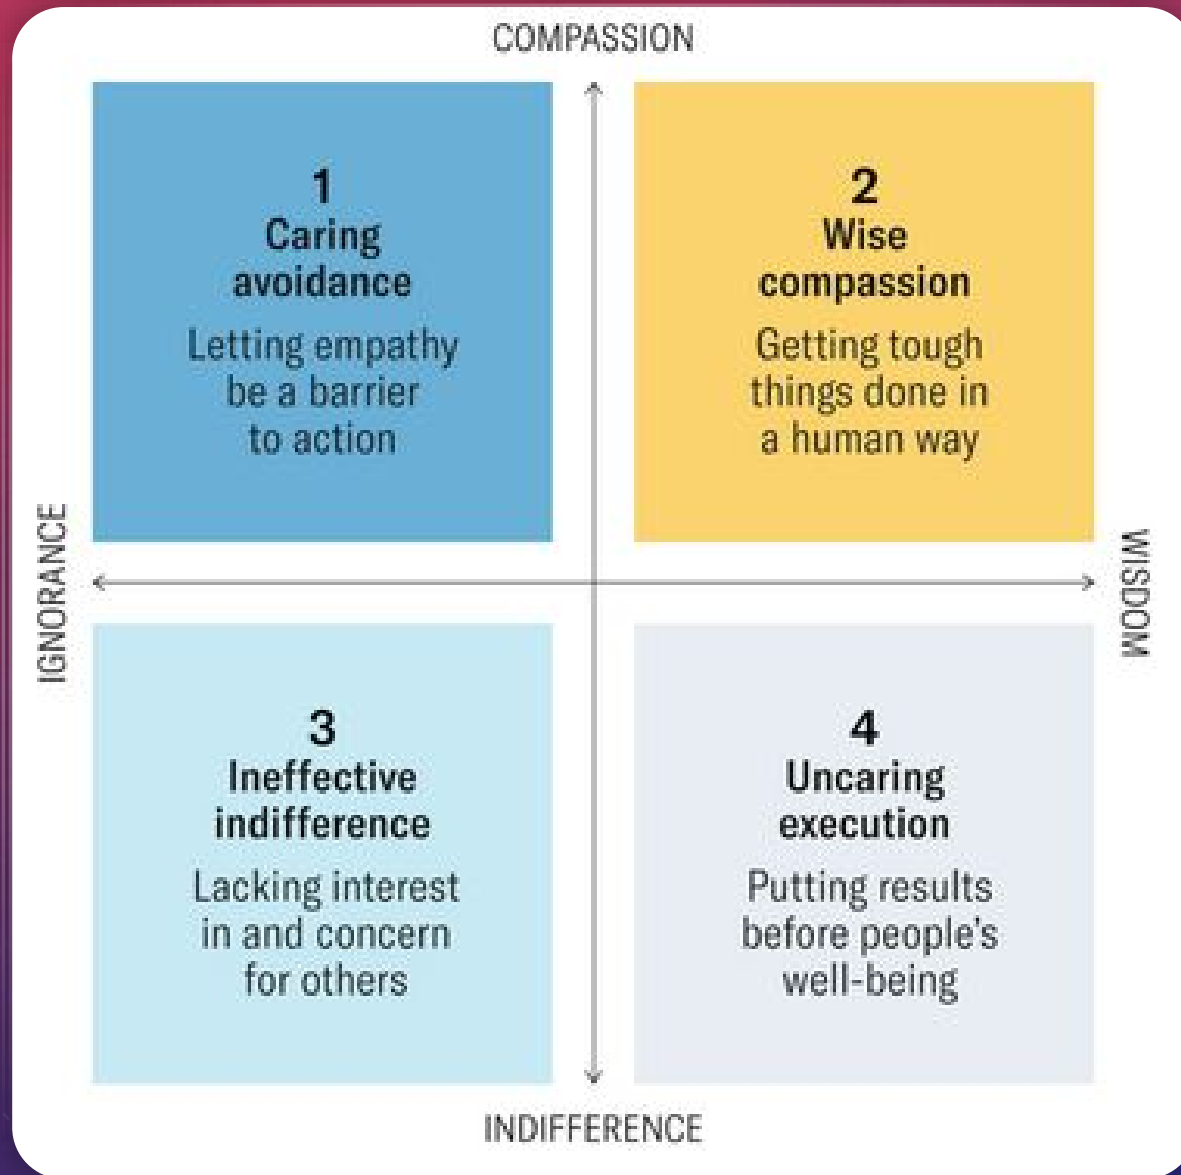 COMPASSION
1
Caring
avoidance
Letting empathy
be a barrier
to action
2
Wise
compassion
Getting tough
things done in
a human way
IGNORANCE
WISDOM
3
Ineffective
indifference
Lacking interest
in and concern
for others
4
Uncaring
execution
Putting results
before people's
well-being
INDIFFERENCE